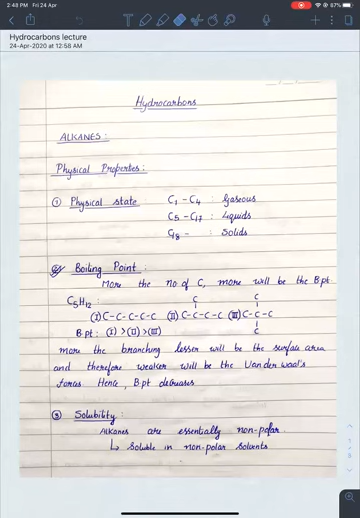 2:48 PM Fri 24 Apr
67%
Hydrocarbons lecture
24-Apr-2020 at 12:58 AM
Hydrocarbons
ALKANES:
Physical Properties:
① Physical state: C1 - C4 : Gaseous
C5 - C17 : Liquids
C18 - : Solids
② Boiling Point:
More the no of C, more will be the B pt
C5H12: C C
(I) C-C-C-C-C (II) C-C-C-C (III) C-C-C
B pt: (I) > (II) > (III) C
more the branching lesser will be the surface area
and therefore weaker will be the Van der waal's
forces Hence, B pt decreases
③ Solubility:
Alkanes are essentially non-polar.
↳ Soluble in non-polar solvents